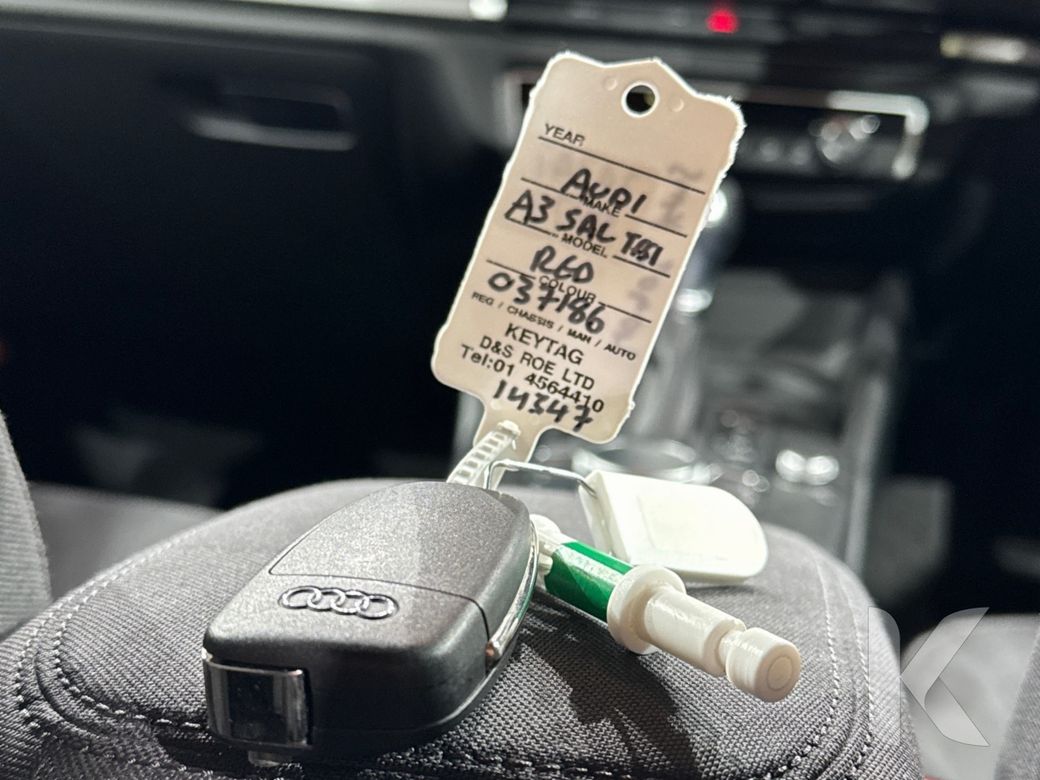 YEAR
AUDI
MAKE
A3 SAL TDI
MODEL
RED
COLOUR
037186
REG / CHASSIS / MAN / AUTO
KEYTAG
D&S ROE LTD
Tel:01 4564410
14347
K